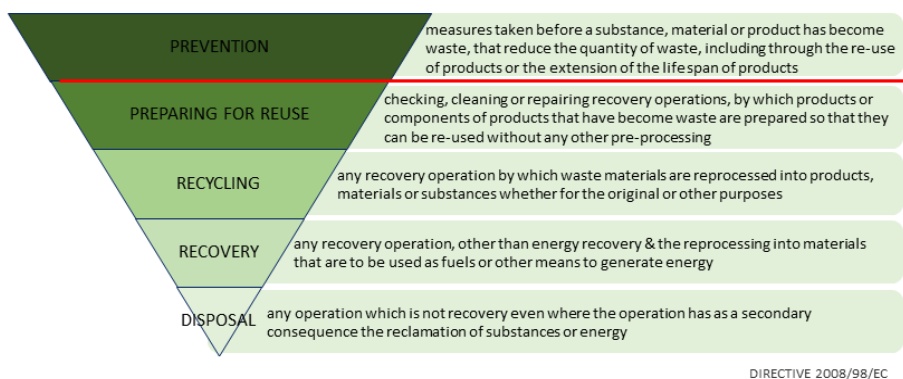 PREVENTION
measures taken before a substance, material or product has become
waste, that reduce the quantity of waste, including through the re-use
of products or the extension of the life span of products
PREPARING FOR REUSE
checking, cleaning or repairing recovery operations, by which products or
components of products that have become waste are prepared so that they
can be re-used without any other pre-processing
RECYCLING
any recovery operation by which waste materials are reprocessed into products,
materials or substances whether for the original or other purposes
RECOVERY
any recovery operation, other than energy recovery & the reprocessing into materials
that are to be used as fuels or other means to generate energy
DISPOSAL
any operation which is not recovery even where the operation has as a secondary
consequence the reclamation of substances or energy
DIRECTIVE 2008/98/EC